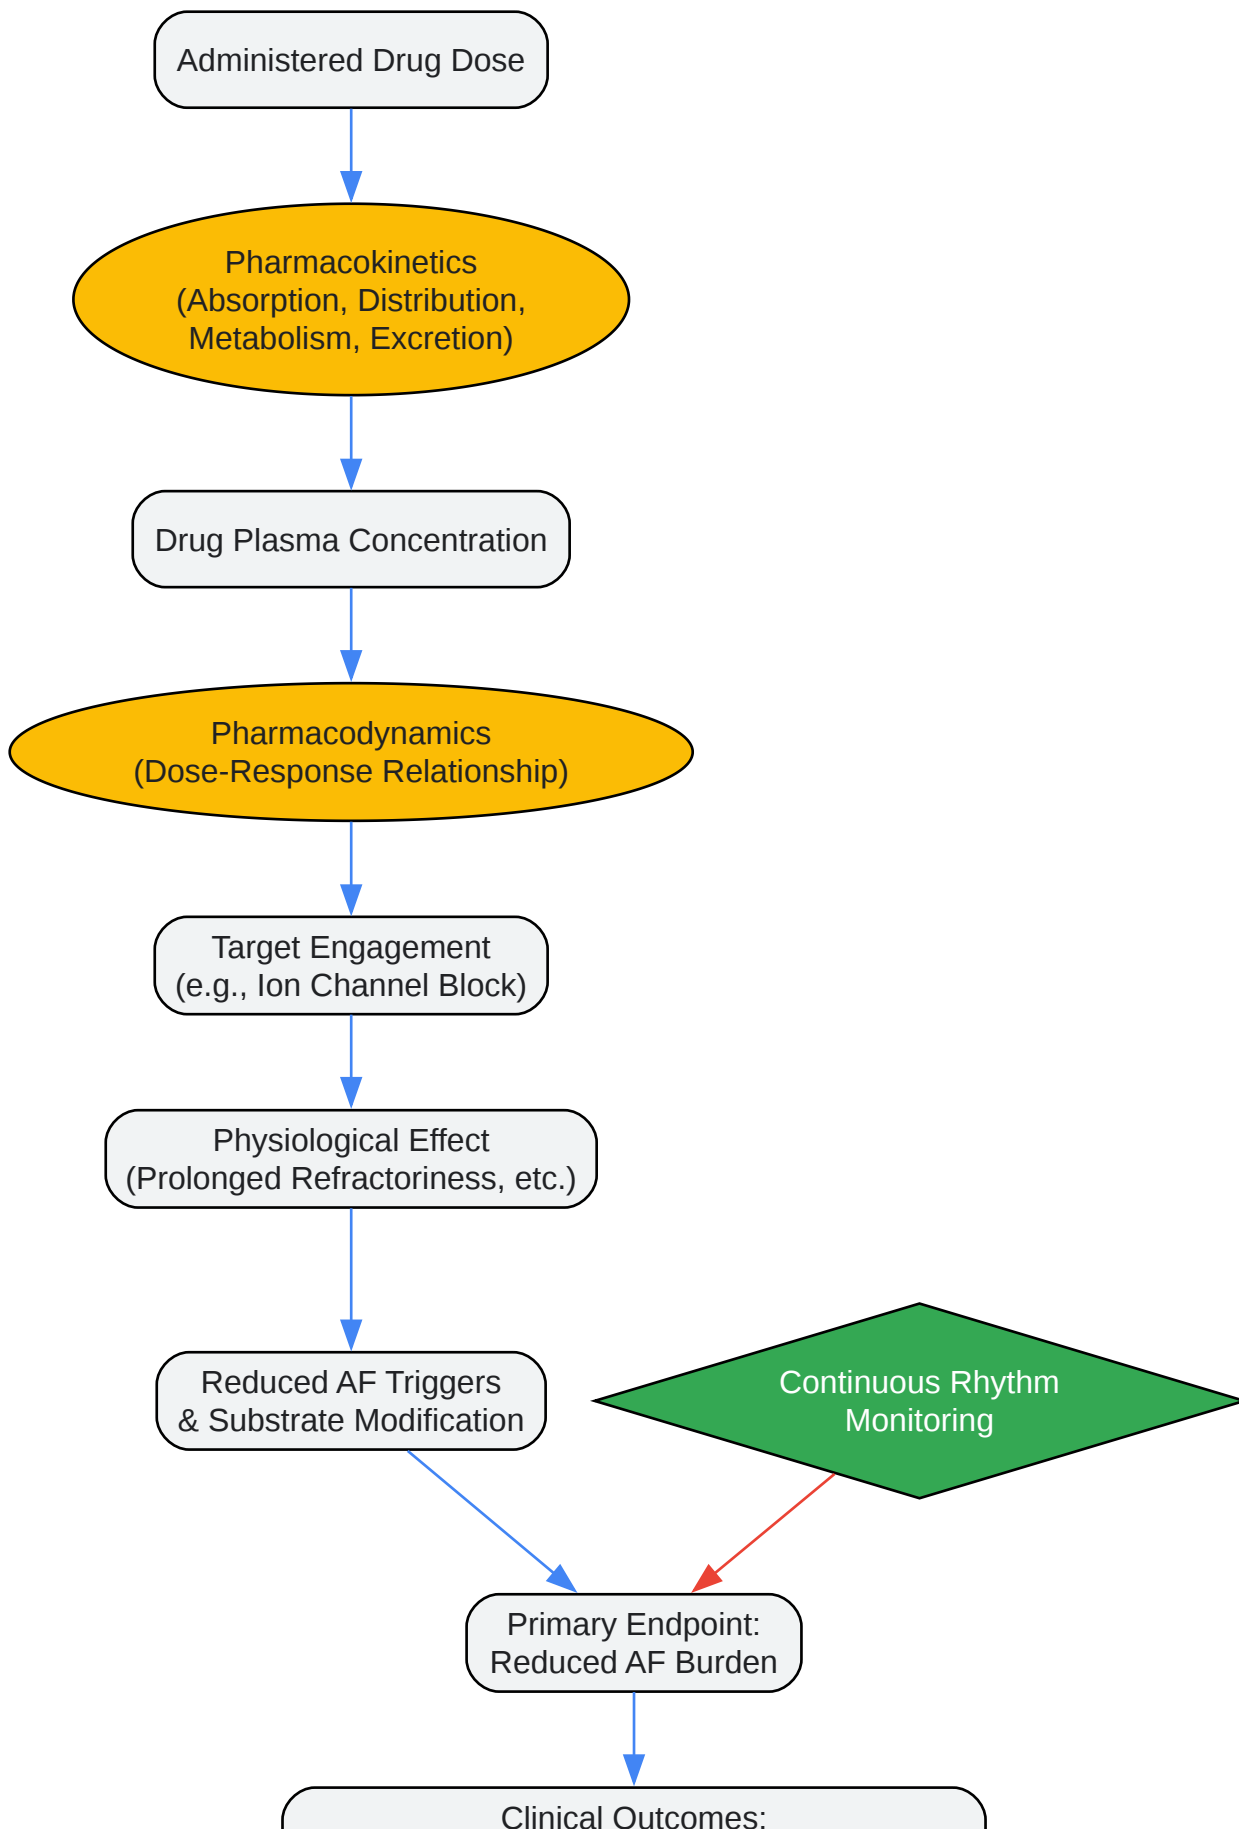 Administered Drug Dose
Pharmacokinetics
(Absorption, Distribution,
Metabolism, Excretion)
Drug Plasma Concentration
Pharmacodynamics
(Dose-Response Relationship)
Target Engagement
(e.g., Ion Channel Block)
Physiological Effect
(Prolonged Refractoriness, etc.)
Reduced AF Triggers
& Substrate Modification
Continuous Rhythm
Monitoring
Primary Endpoint:
Reduced AF Burden
Clinical Outcomes: